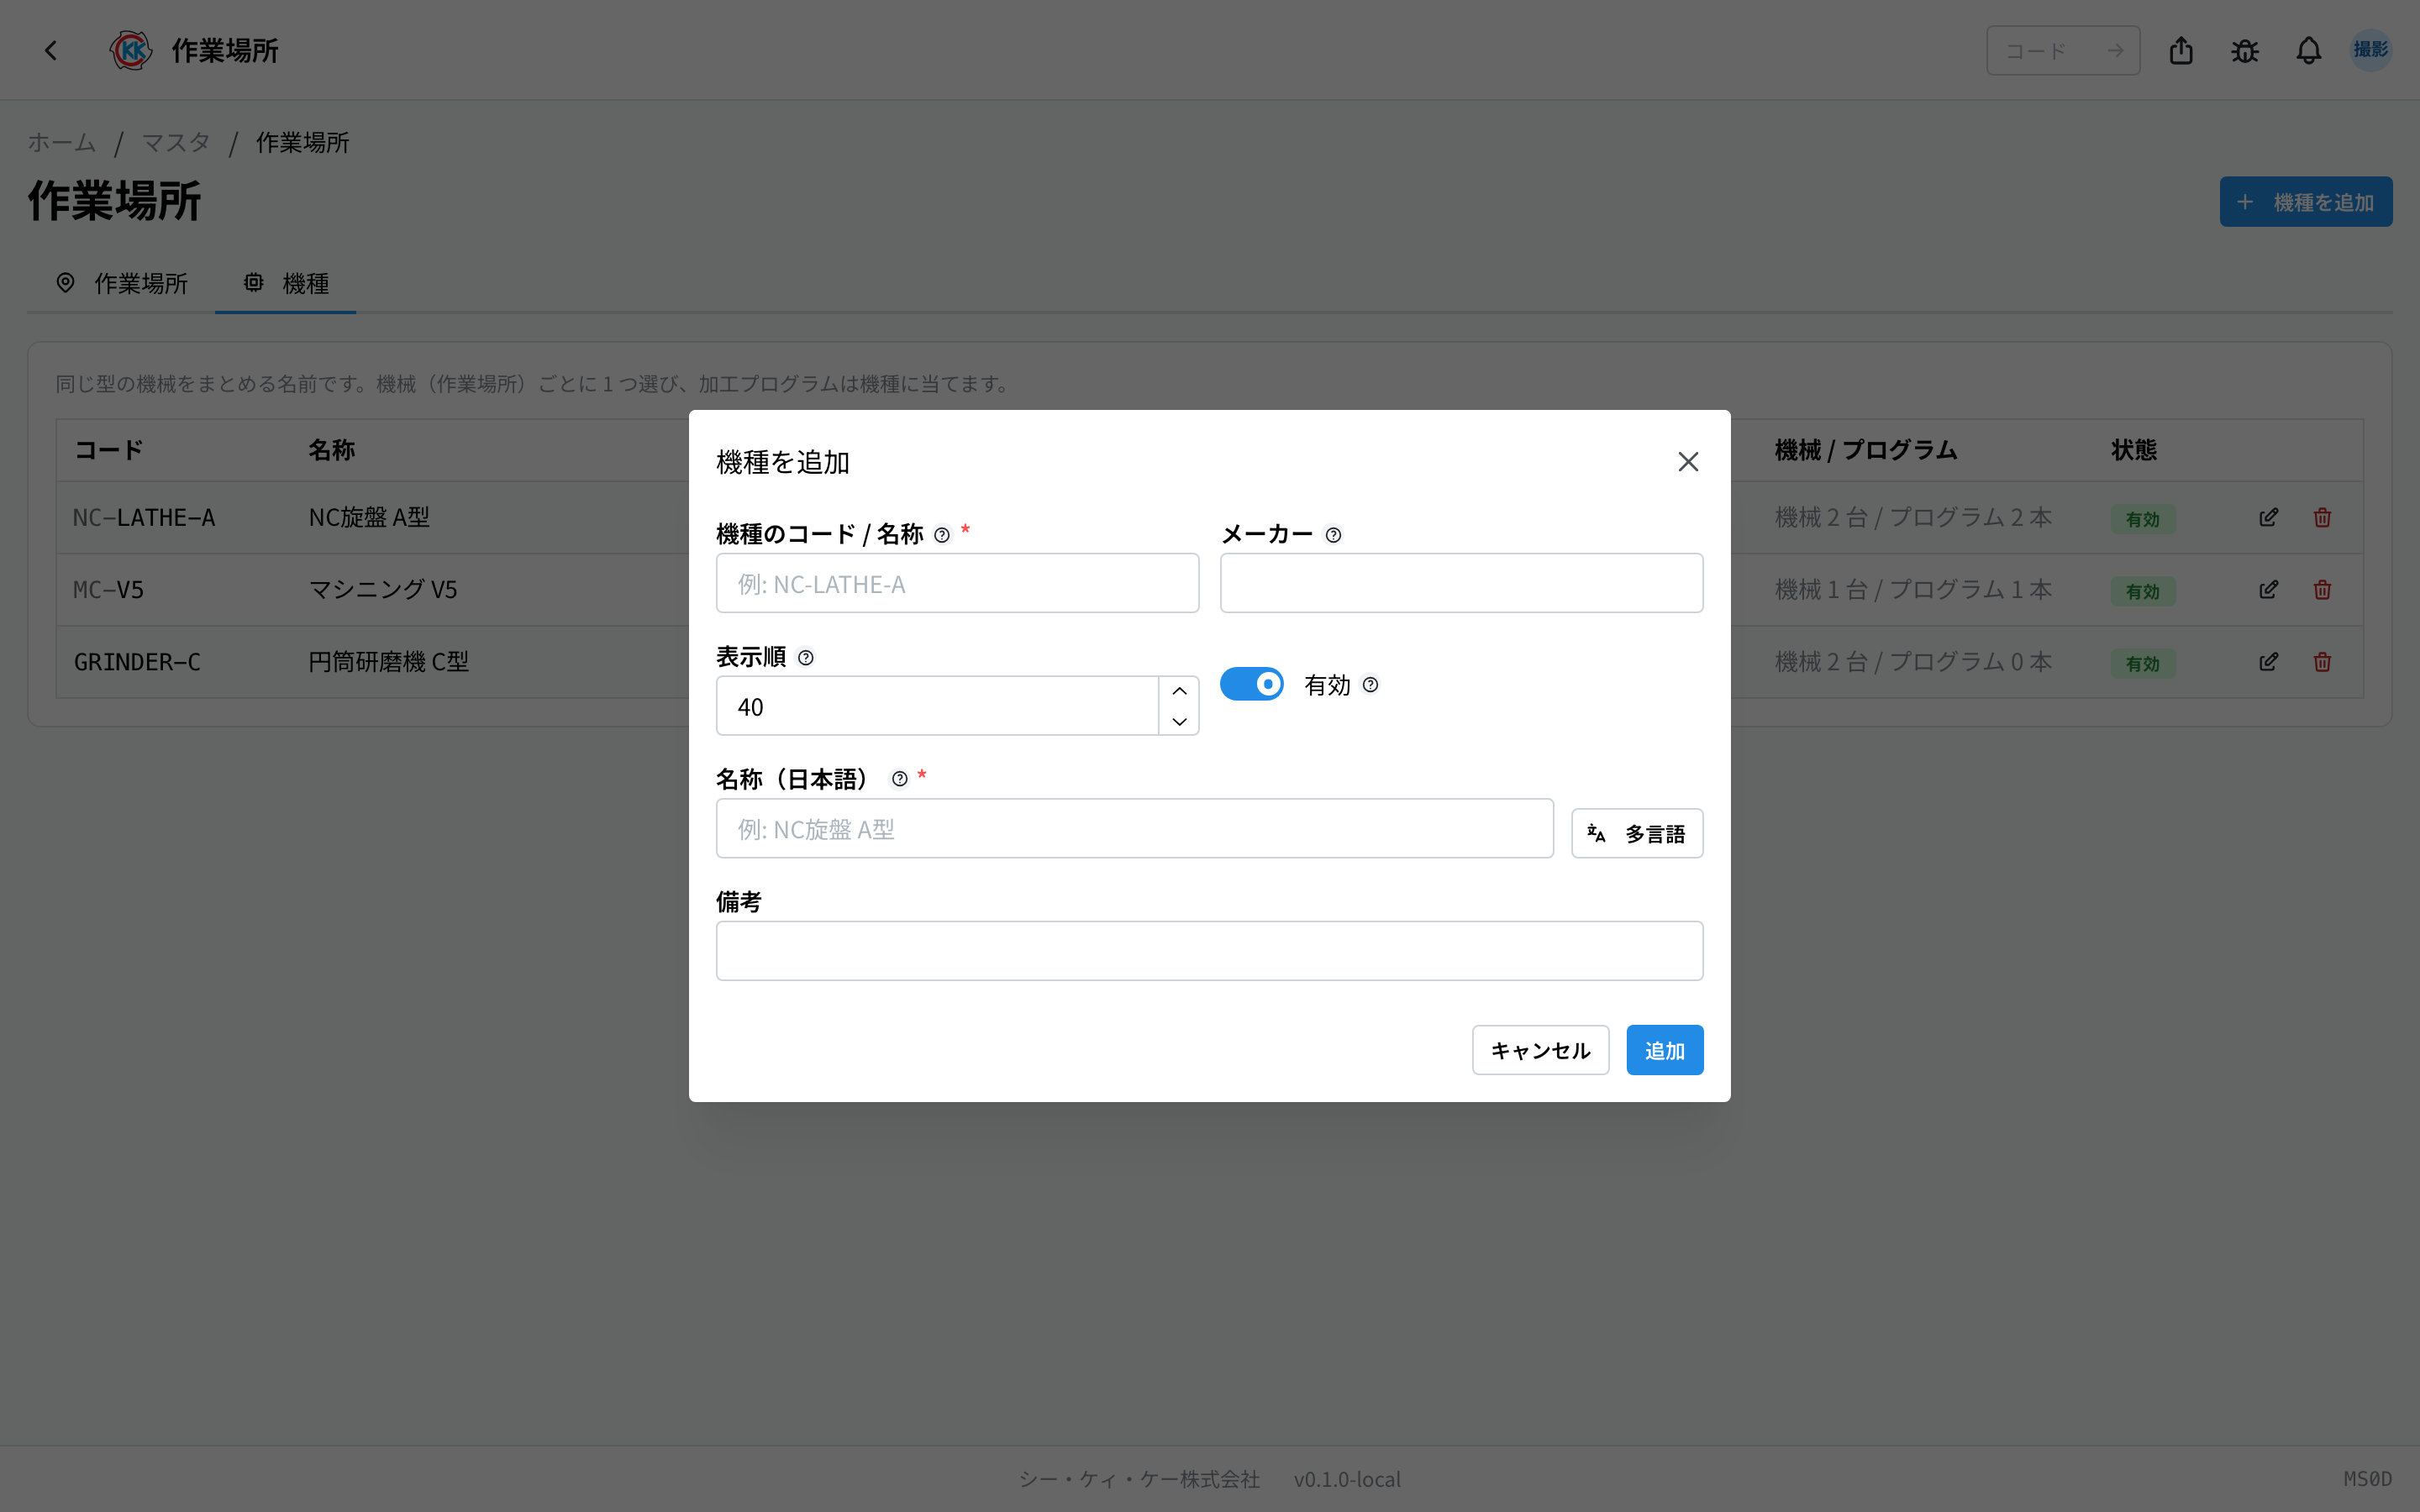 作業場所
コード
撮影
ホーム / マスタ / 作業場所
作業場所
機種を追加
作業場所
機種
同じ型の機械をまとめる名前です。機械（作業場所）ごとに 1 つ選び、加工プログラムは機種に当てます。
コード 名称 機械 / プログラム 状態
NC-LATHE-A NC旋盤 A型 機械 2 台 / プログラム 2 本 有効
MC-V5 マシニング V5 機械 1 台 / プログラム 1 本 有効
GRINDER-C 円筒研磨機 C型 機械 2 台 / プログラム 0 本 有効
機種を追加
機種のコード / 名称 *
例: NC-LATHE-A
メーカー
表示順
40
有効
名称（日本語） *
例: NC旋盤 A型
多言語
備考
キャンセル
追加
シー・ケィ・ケー株式会社 v0.1.0-local
MS0D